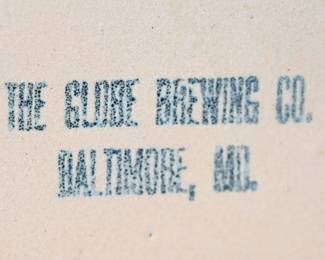 THE GLOBE BREWING CO.
BALTIMORE, MD.